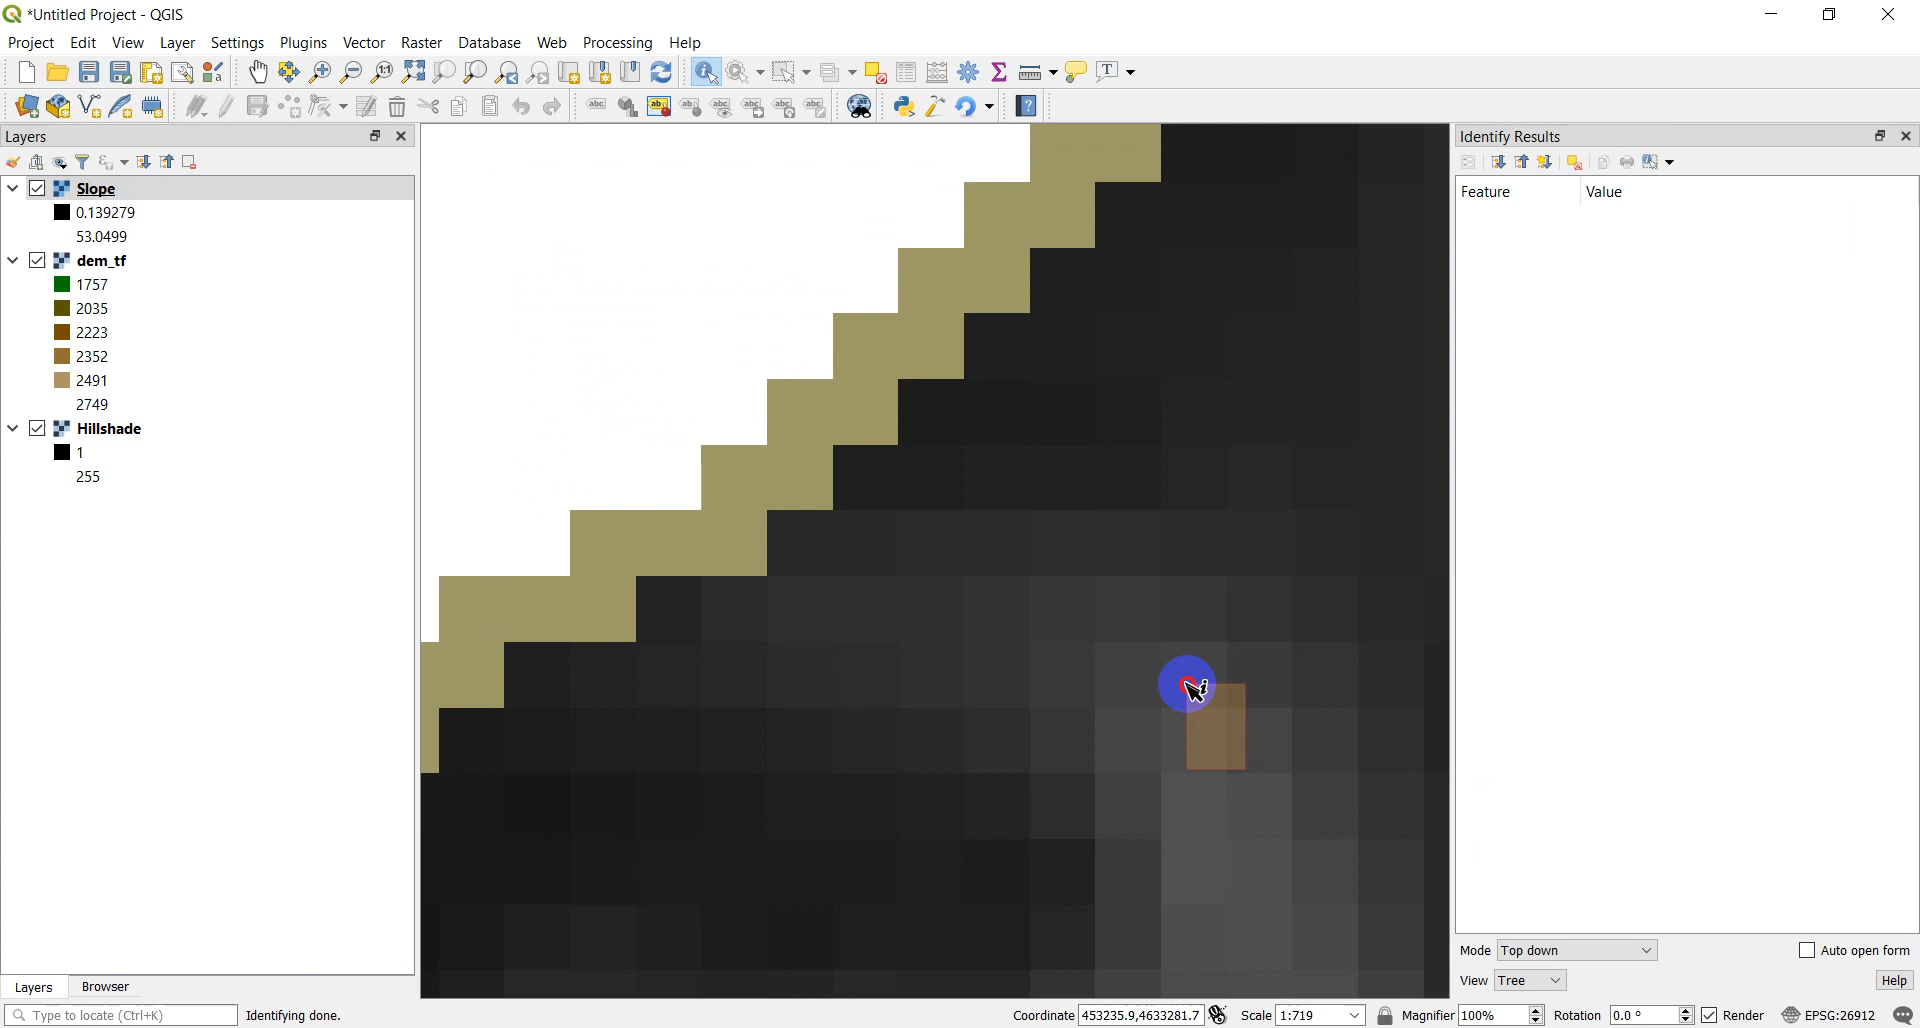 *Untitled Project - QGIS
Project Edit View Layer Settings Plugins Vector Raster Database Web Processing Help
Layers
Slope
0.139279
53.0499
dem_tf
1757
2035
2223
2352
2491
2749
Hillshade
1
255
Layers Browser
Identify Results
Feature Value
Mode Top down Auto open form
View Tree Help
Type to locate (Ctrl+K) Identifying done. Coordinate 453235.9,4633281.7 Scale 1:719 Magnifier 100% Rotation 0.0 ° Render EPSG:26912